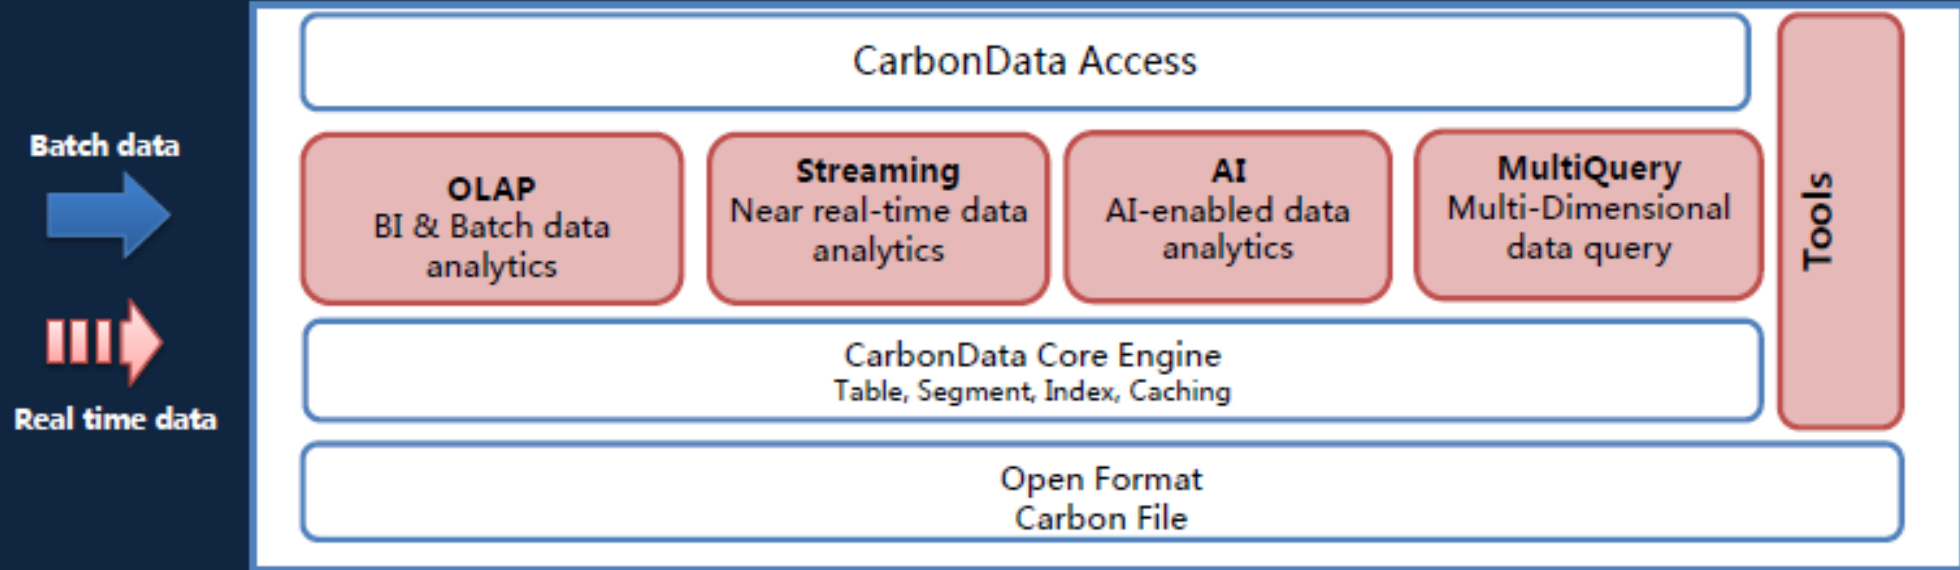 Batch data
Real time data
CarbonData Access
OLAP
BI & Batch data
analytics
Streaming
Near real-time data
analytics
AI
AI-enabled data
analytics
MultiQuery
Multi-Dimensional
data query
Tools
CarbonData Core Engine
Table, Segment, Index, Caching
Open Format
Carbon File